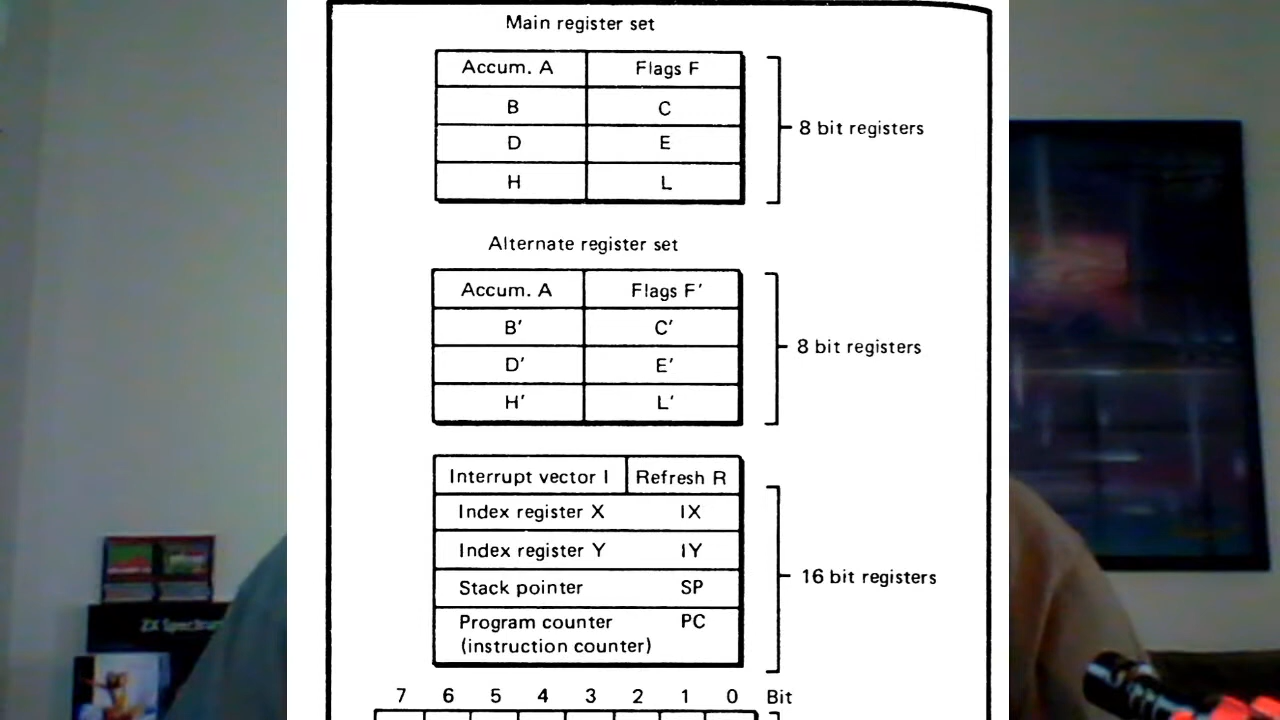 Main register set
Accum. A Flags F
B C
D E
H L
8 bit registers
Alternate register set
Accum. A Flags F′
B′ C′
D′ E′
H′ L′
8 bit registers
Interrupt vector I Refresh R
Index register X IX
Index register Y IY
Stack pointer SP
Program counter PC
(instruction counter)
16 bit registers
7 6 5 4 3 2 1 0 Bit
ZX Spectrum